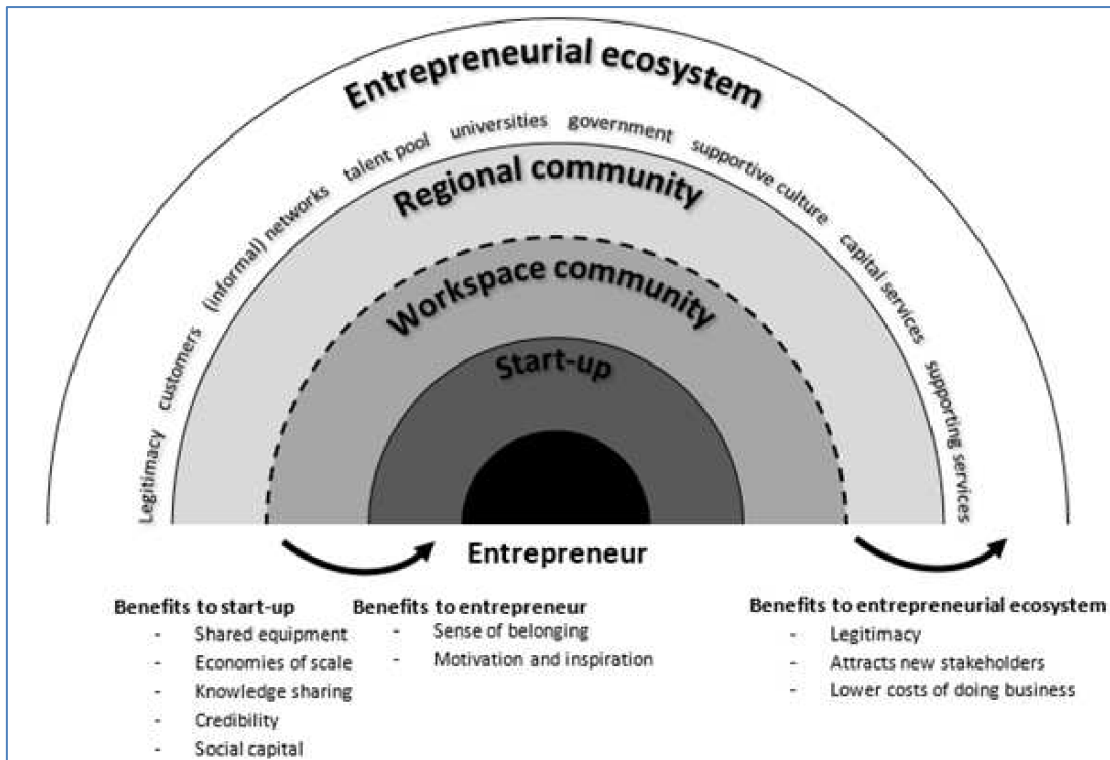 Entrepreneurial ecosystem
Legitimacy customers (informal) networks talent pool universities government supportive culture capital services supporting services
Regional community
Workspace community
Start-up
Entrepreneur
Benefits to start-up
- Shared equipment
- Economies of scale
- Knowledge sharing
- Credibility
- Social capital
Benefits to entrepreneur
- Sense of belonging
- Motivation and inspiration
Benefits to entrepreneurial ecosystem
- Legitimacy
- Attracts new stakeholders
- Lower costs of doing business